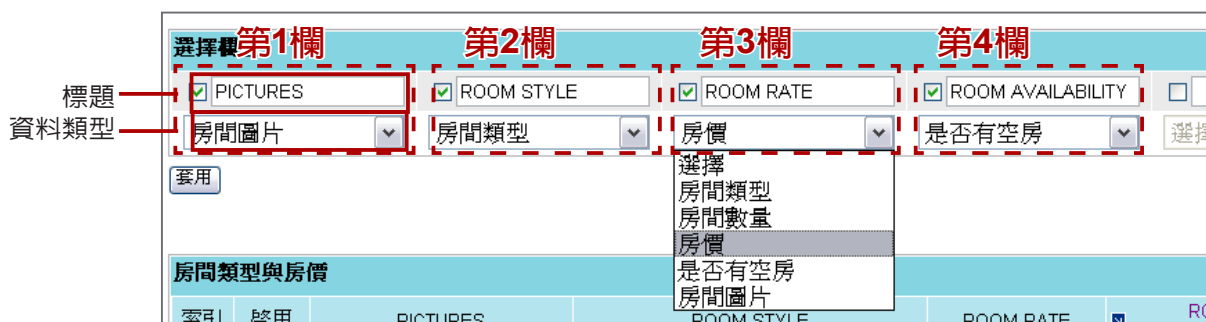 選擇欄 第1欄 第2欄 第3欄 第4欄
標題 PICTURES ROOM STYLE ROOM RATE ROOM AVAILABILITY
資料類型 房間圖片 房間類型 房價 是否有空房 選擇
套用
選擇
房間類型
房間數量
房價
是否有空房
房間圖片
房間類型與房價
索引 啓用 PICTURES ROOM STYLE ROOM RATE